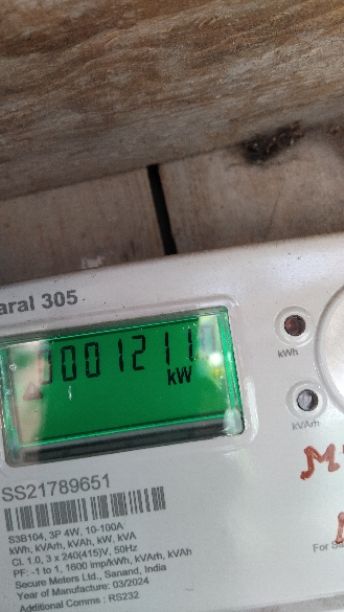 aral 305
kWh
0001211
kW
kVArh
SS21789651
S3B104, 3P 4W, 10-100A
kWh, kVArh, kVAh, kW, kVA
Cl. 1.0, 3 x 240(415)V, 50Hz
PF: -1 to 1, 1600 imp/kWh, kVArh, kVAh
Secure Meters Ltd., Sanand, India
Year of Manufacture: 03/2024
Additional Comms : RS232
M
For